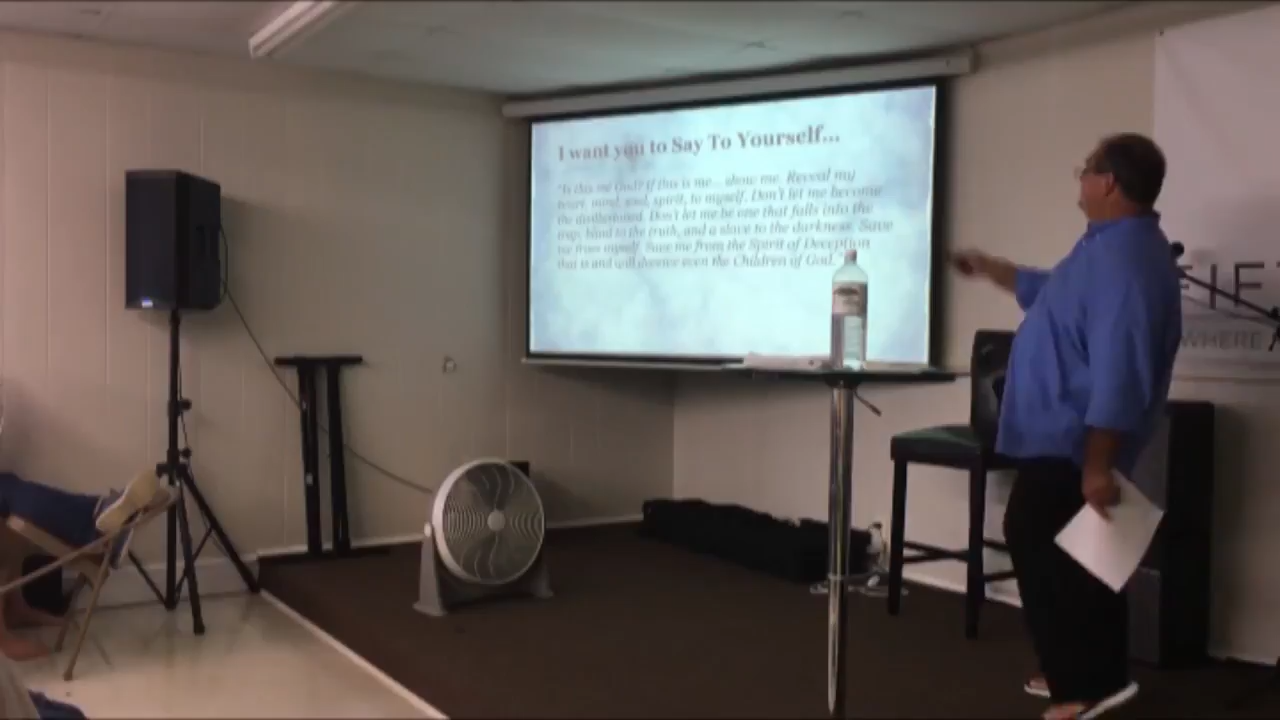 I want you to Say To Yourself...
"Is this me God? If this is me... show me. Reveal my
heart, mind, soul, spirit, to myself. Don't let me become
the disillusioned. Don't let me be one that falls into the
trap, blind to the truth, and a slave to the darkness. Save
me from myself. Save me from the Spirit of Deception
that is and will deceive even the Children of God."
FIE
WHERE